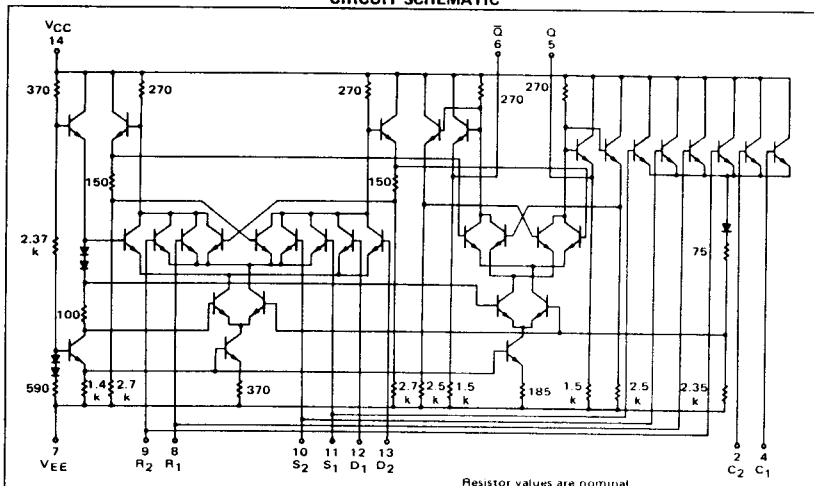 CIRCUIT SCHEMATIC
VCC
14
Q̅
6
Q
5
370
270
270
270
270
150
150
2.37
k
75
100
590
1.4
k
2.7
k
370
2.7
k
2.5
k
1.5
k
185
1.5
k
2.5
k
2.35
k
7
VEE
9
R2
8
R1
10
S2
11
S1
12
D1
13
D2
2
C2
4
C1
Resistor values are nominal